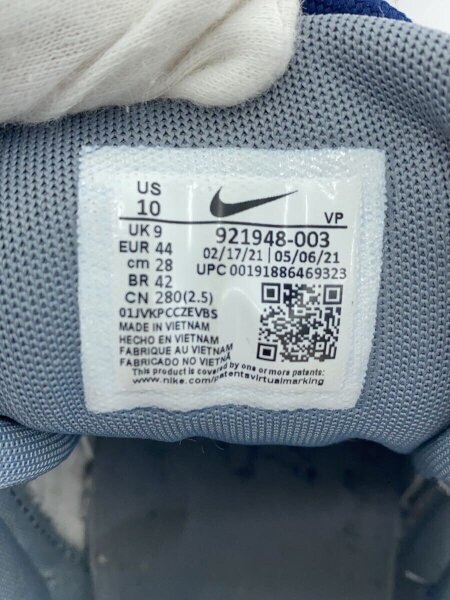 US
10
VP
UK 9
921948-003
EUR 44
02/17/21 05/06/21
cm 28
UPC 00191886469323
BR 42
CN 280(2.5)
01JVKPCCZEVBS
MADE IN VIETNAM
HECHO EN VIETNAM
FABRIQUE AU VIETNAM
FABRICADO NO VIETNÃ
This product is covered by one or more patents:
www.nike.com/patentsvirtualmarking